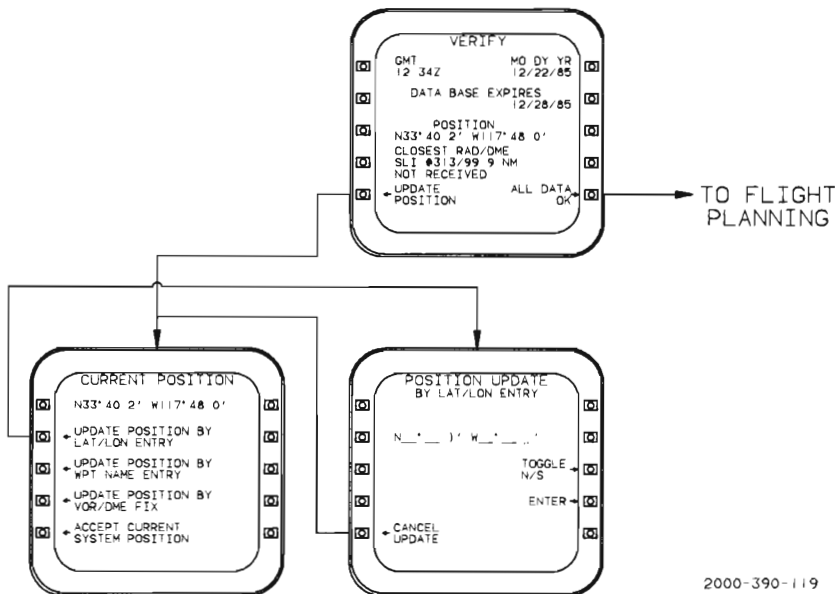 VERIFY
GMT MO DY YR
12 34Z 12/22/85
DATA BASE EXPIRES
12/28/85
POSITION
N33°40 2' W117°48 0'
CLOSEST RAD/DME
SLI #313/99 9 NM
NOT RECEIVED
←UPDATE ALL DATA→
POSITION OK
TO FLIGHT
PLANNING
CURRENT POSITION
N33°40 2' W117°48 0'
←UPDATE POSITION BY
LAT/LON ENTRY
←UPDATE POSITION BY
WPT NAME ENTRY
←UPDATE POSITION BY
VOR/DME FIX
←ACCEPT CURRENT
SYSTEM POSITION
POSITION UPDATE
BY LAT/LON ENTRY
TOGGLE→
N/S
ENTER→
←CANCEL
UPDATE
2000-390-119